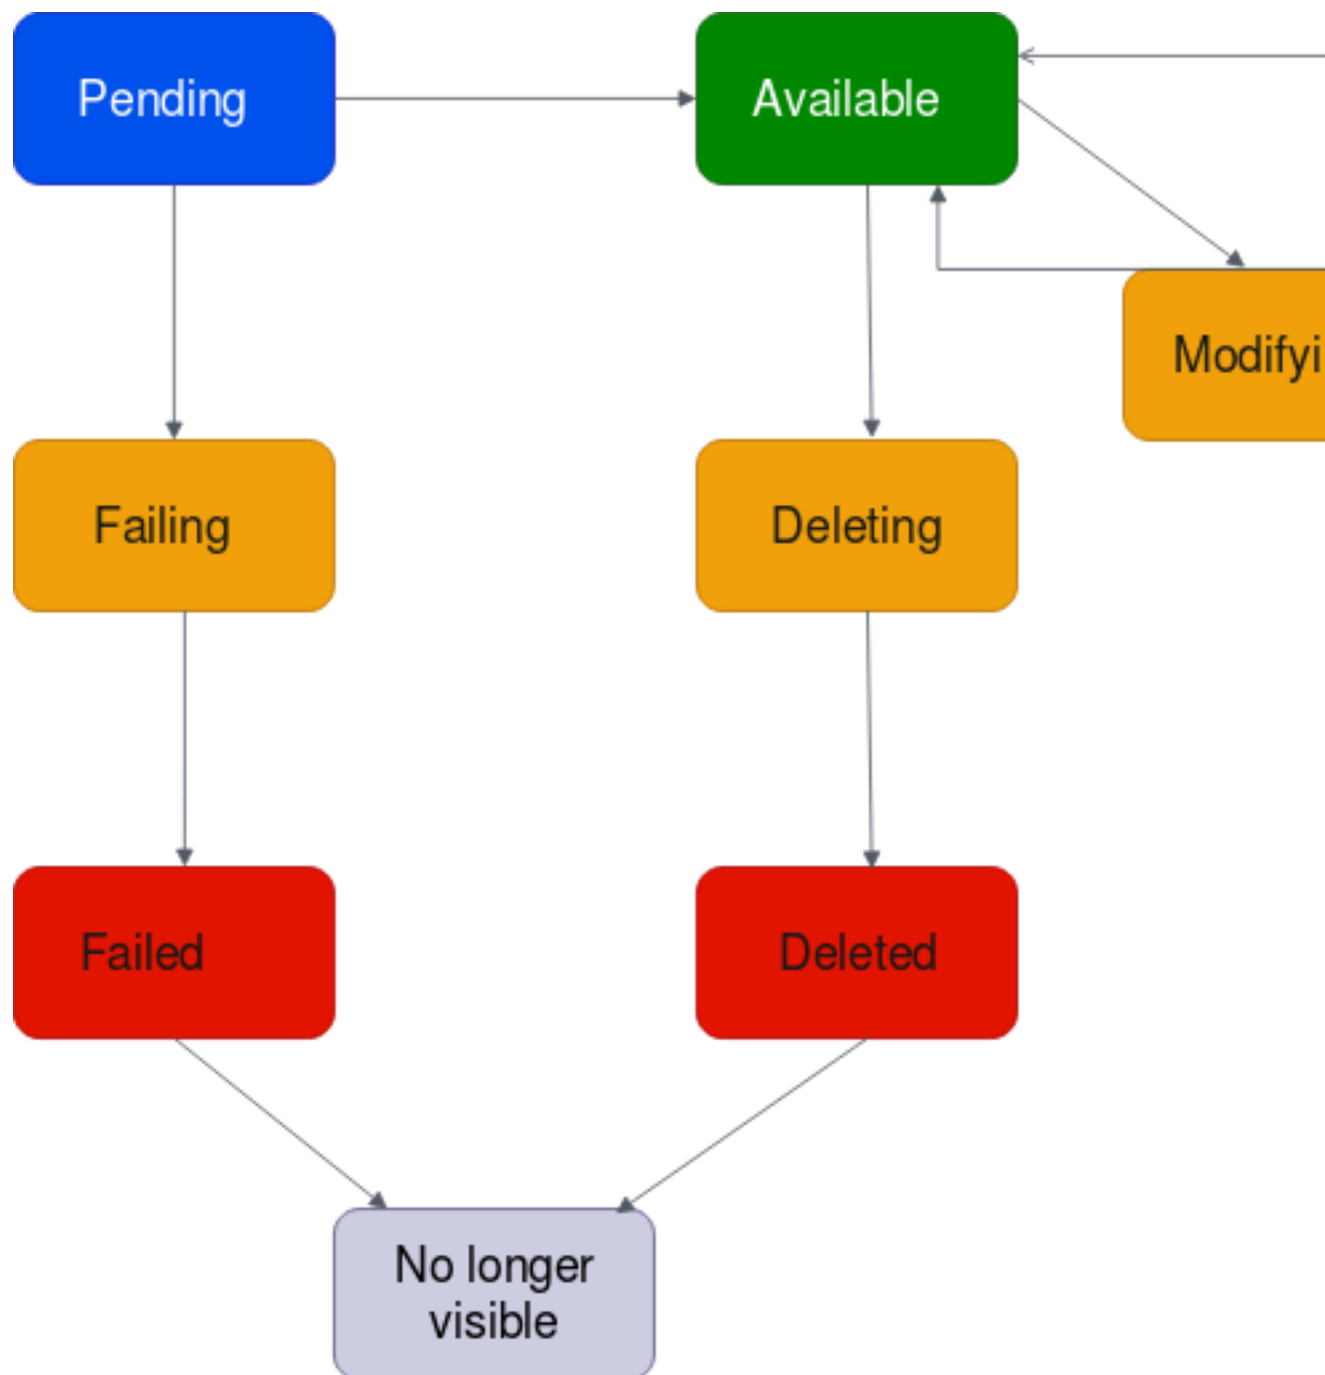 Pending
Available
Modifyi
Failing
Deleting
Failed
Deleted
No longer
visible